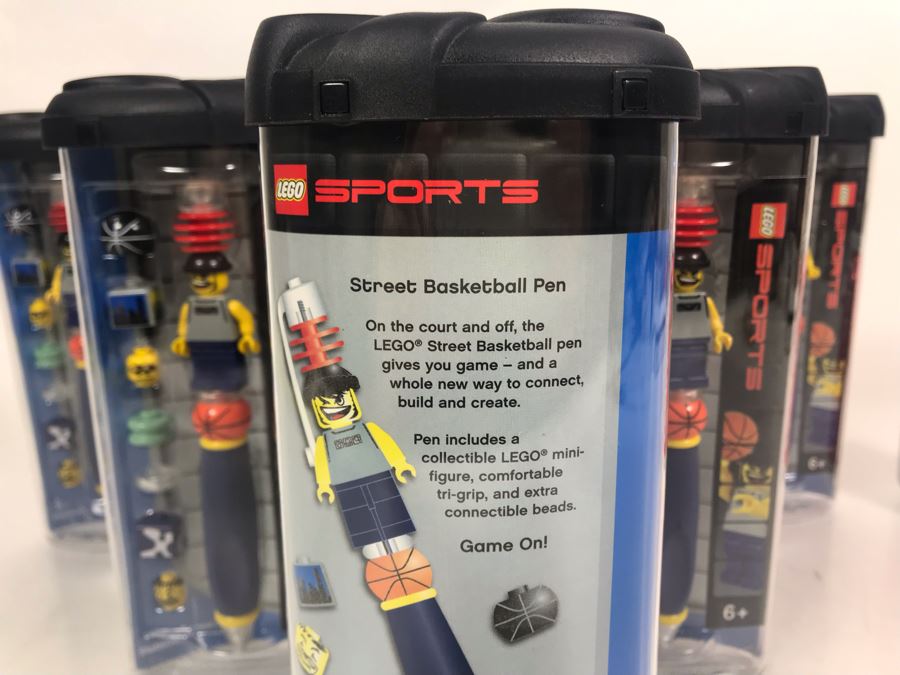 LEGO SPORTS
Street Basketball Pen
On the court and off, the
LEGO® Street Basketball pen
gives you game – and a
whole new way to connect,
build and create.
Pen includes a
collectible LEGO® mini-
figure, comfortable
tri-grip, and extra
connectible beads.
Game On!
LEGO SPORTS
6+
LEGO SPORTS
6+